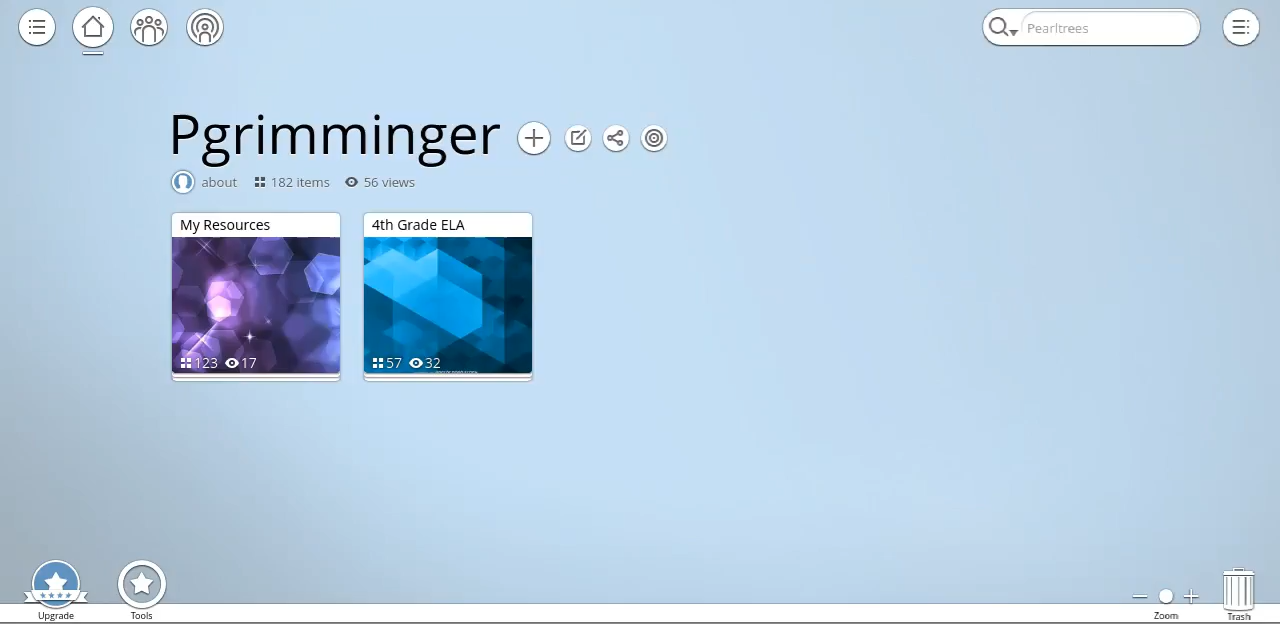 Pearltrees
Pgrimminger
about 182 items 56 views
My Resources
4th Grade ELA
123 17
57 32
Upgrade
Tools
Zoom
Trash